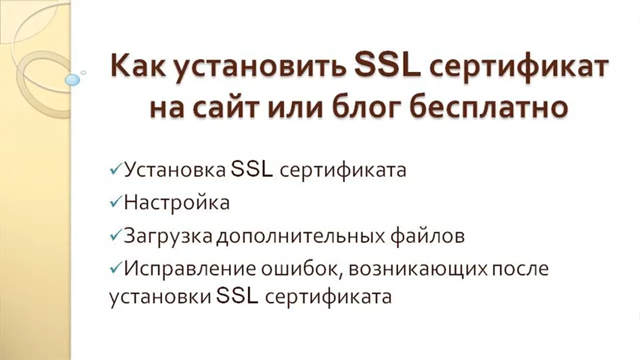 Как установить SSL сертификат
на сайт или блог бесплатно
✓Установка SSL сертификата
✓Настройка
✓Загрузка дополнительных файлов
✓Исправление ошибок, возникающих после
установки SSL сертификата